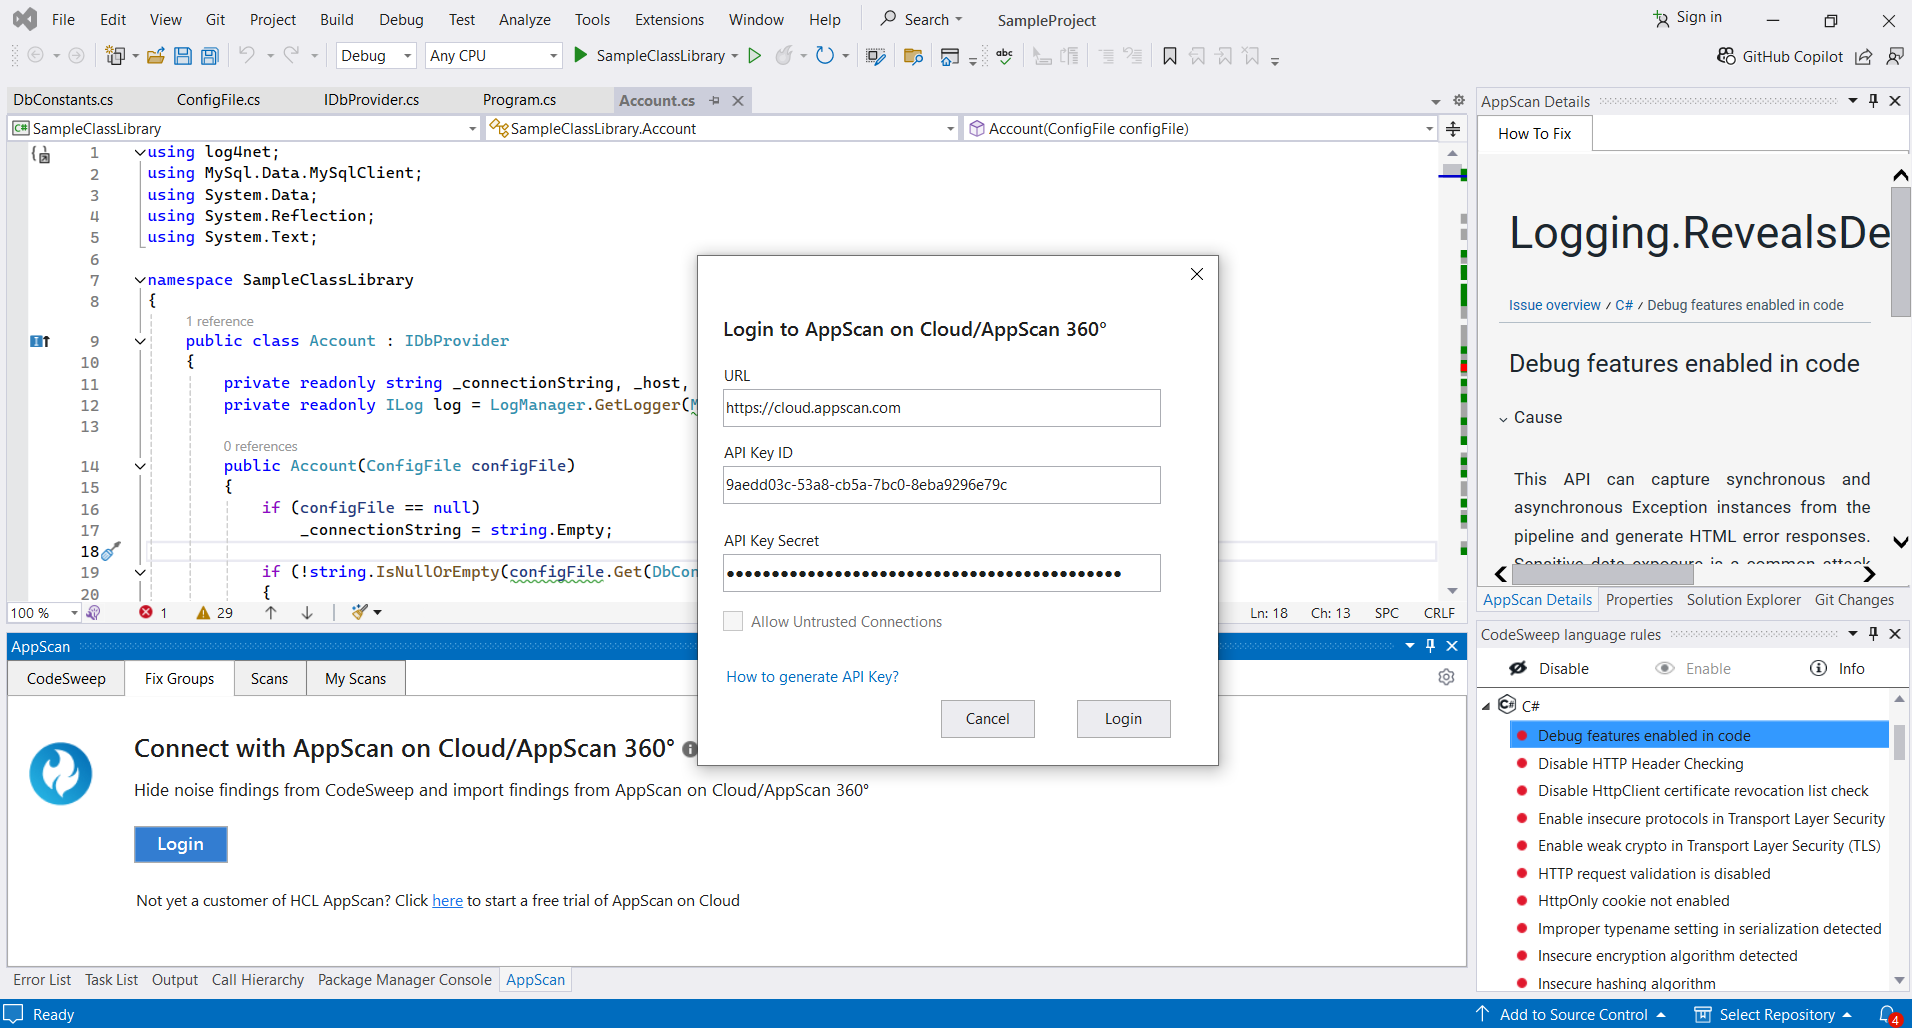 File Edit View Git Project Build Debug Test Analyze Tools Extensions Window Help Search SampleProject Sign in
Debug Any CPU SampleClassLibrary abc GitHub Copilot
DbConstants.cs ConfigFile.cs IDbProvider.cs Program.cs Account.cs
C# SampleClassLibrary SampleClassLibrary.Account Account(ConfigFile configFile)
1 using log4net;
2 using MySql.Data.MySqlClient;
3 using System.Data;
4 using System.Reflection;
5 using System.Text;
6
7 namespace SampleClassLibrary
8 {
1 reference
9 public class Account : IDbProvider
10 {
11 private readonly string _connectionString, _host,
12 private readonly ILog log = LogManager.GetLogger(M
13
0 references
14 public Account(ConfigFile configFile)
15 {
16 if (configFile == null)
17 _connectionString = string.Empty;
18
19 if (!string.IsNullOrEmpty(configFile.Get(DbCon
20 {
100 % 1 29 Ln: 18 Ch: 13 SPC CRLF
Login to AppScan on Cloud/AppScan 360°
URL
https://cloud.appscan.com
API Key ID
9aedd03c-53a8-cb5a-7bc0-8eba9296e79c
API Key Secret
Allow Untrusted Connections
How to generate API Key?
Cancel Login
AppScan
CodeSweep Fix Groups Scans My Scans
Connect with AppScan on Cloud/AppScan 360°
Hide noise findings from CodeSweep and import findings from AppScan on Cloud/AppScan 360°
Login
Not yet a customer of HCL AppScan? Click here to start a free trial of AppScan on Cloud
Error List Task List Output Call Hierarchy Package Manager Console AppScan
AppScan Details
How To Fix
Logging.RevealsDe
Issue overview / C# / Debug features enabled in code
Debug features enabled in code
Cause
This API can capture synchronous and
asynchronous Exception instances from the
pipeline and generate HTML error responses.
Sensitive data exposure is a common attack
AppScan Details Properties Solution Explorer Git Changes
CodeSweep language rules
Disable Enable Info
C#
Debug features enabled in code
Disable HTTP Header Checking
Disable HttpClient certificate revocation list check
Enable insecure protocols in Transport Layer Security
Enable weak crypto in Transport Layer Security (TLS)
HTTP request validation is disabled
HttpOnly cookie not enabled
Improper typename setting in serialization detected
Insecure encryption algorithm detected
Insecure hashing algorithm
Ready Add to Source Control Select Repository 4